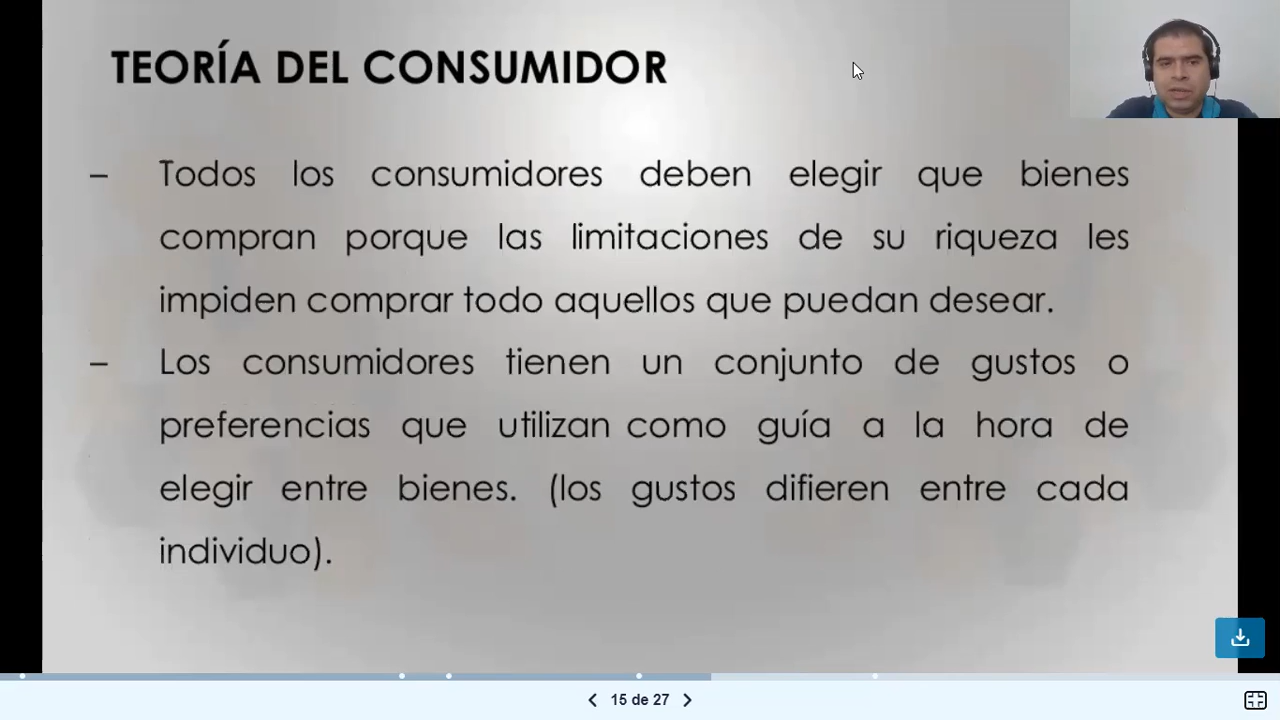 TEORÍA DEL CONSUMIDOR
– Todos los consumidores deben elegir que bienes
compran porque las limitaciones de su riqueza les
impiden comprar todo aquellos que puedan desear.
– Los consumidores tienen un conjunto de gustos o
preferencias que utilizan como guía a la hora de
elegir entre bienes. (los gustos difieren entre cada
individuo).
15 de 27